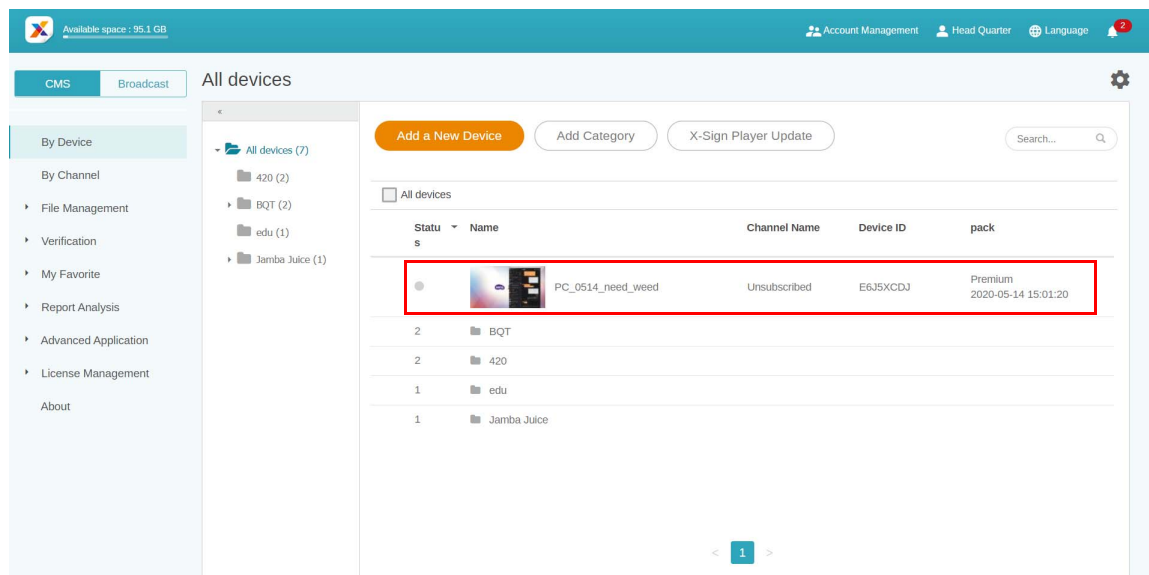 Available space : 95.1 GB
Account Management
Head Quarter
Language
2
CMS
Broadcast
All devices
By Device
By Channel
File Management
Verification
My Favorite
Report Analysis
Advanced Application
License Management
About
All devices (7)
420 (2)
BQT (2)
edu (1)
Jamba Juice (1)
Add a New Device
Add Category
X-Sign Player Update
Search...
All devices
Statu
s
Name
Channel Name
Device ID
pack
PC_0514_need_weed
Unsubscribed
E6J5XCDJ
Premium
2020-05-14 15:01:20
2 BQT
2 420
1 edu
1 Jamba Juice
< 1 >